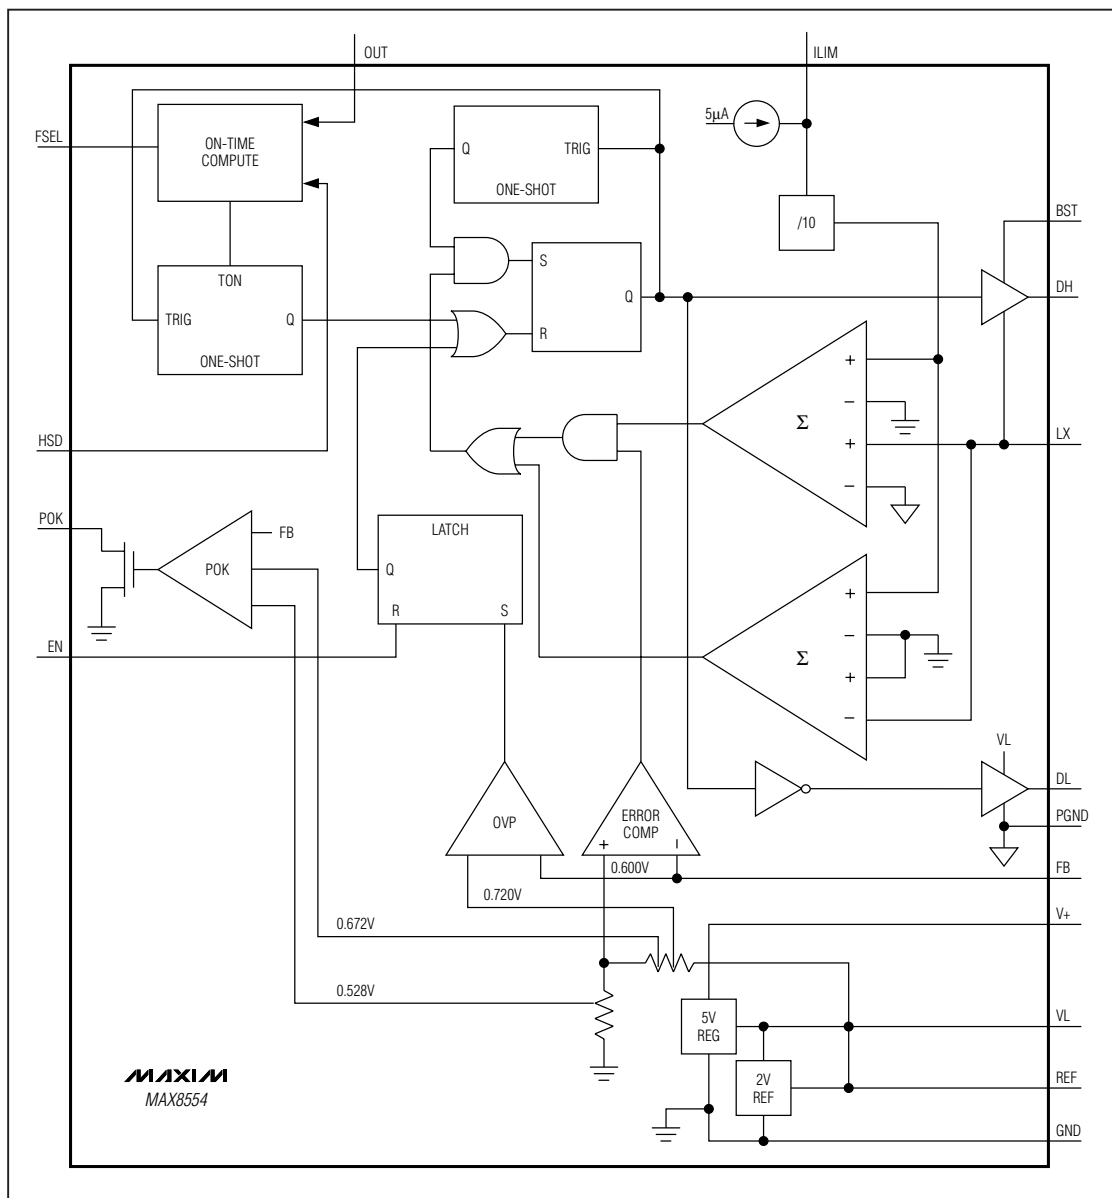 OUT
ILIM
5µA
FSEL
ON-TIME
COMPUTE
Q
TRIG
ONE-SHOT
/10
BST
TON
TRIG
Q
ONE-SHOT
S
Q
R
DH
+
−
Σ
+
−
HSD
LX
POK
FB
POK
LATCH
Q
R
S
EN
+
−
Σ
+
−
VL
DL
PGND
OVP
ERROR
COMP
+
−
0.600V
FB
0.720V
0.672V
V+
0.528V
5V
REG
VL
2V
REF
REF
MAXIM
MAX8554
GND